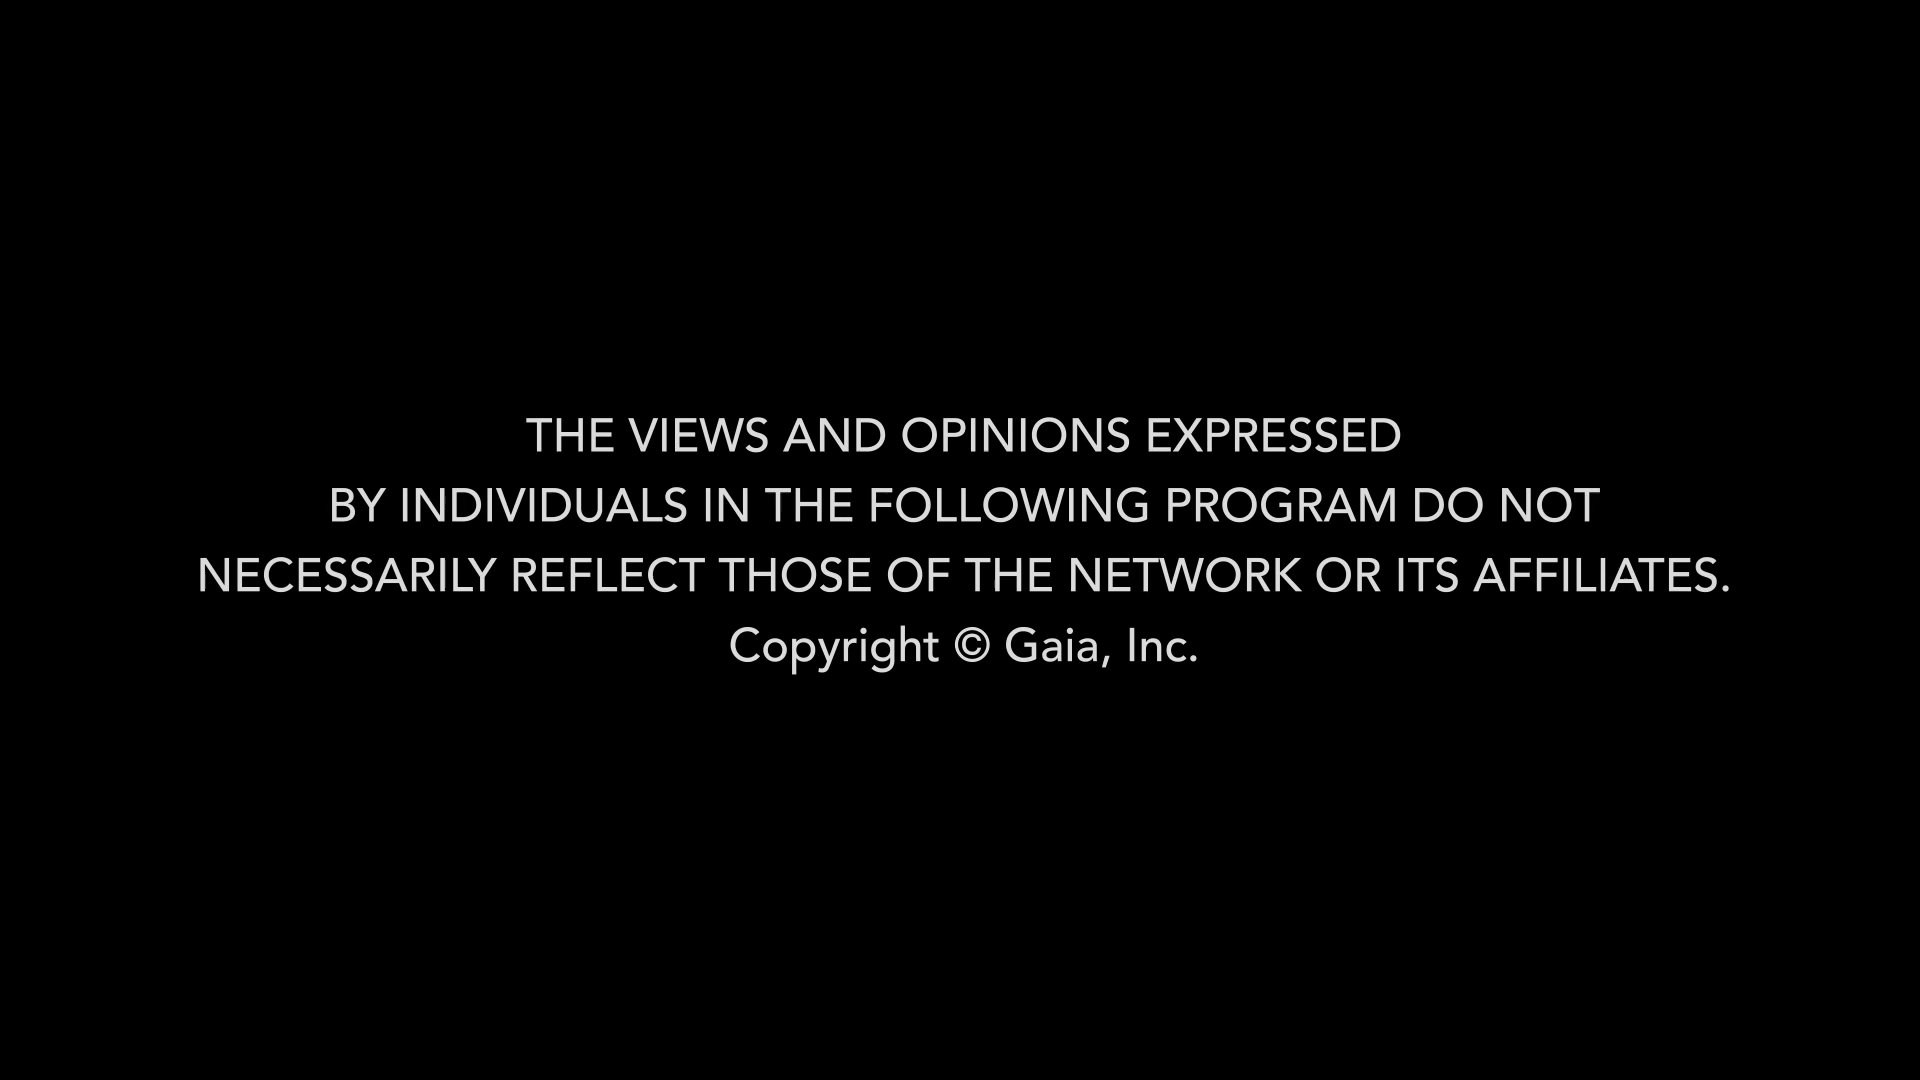 THE VIEWS AND OPINIONS EXPRESSED
BY INDIVIDUALS IN THE FOLLOWING PROGRAM DO NOT
NECESSARILY REFLECT THOSE OF THE NETWORK OR ITS AFFILIATES.
Copyright © Gaia, Inc.